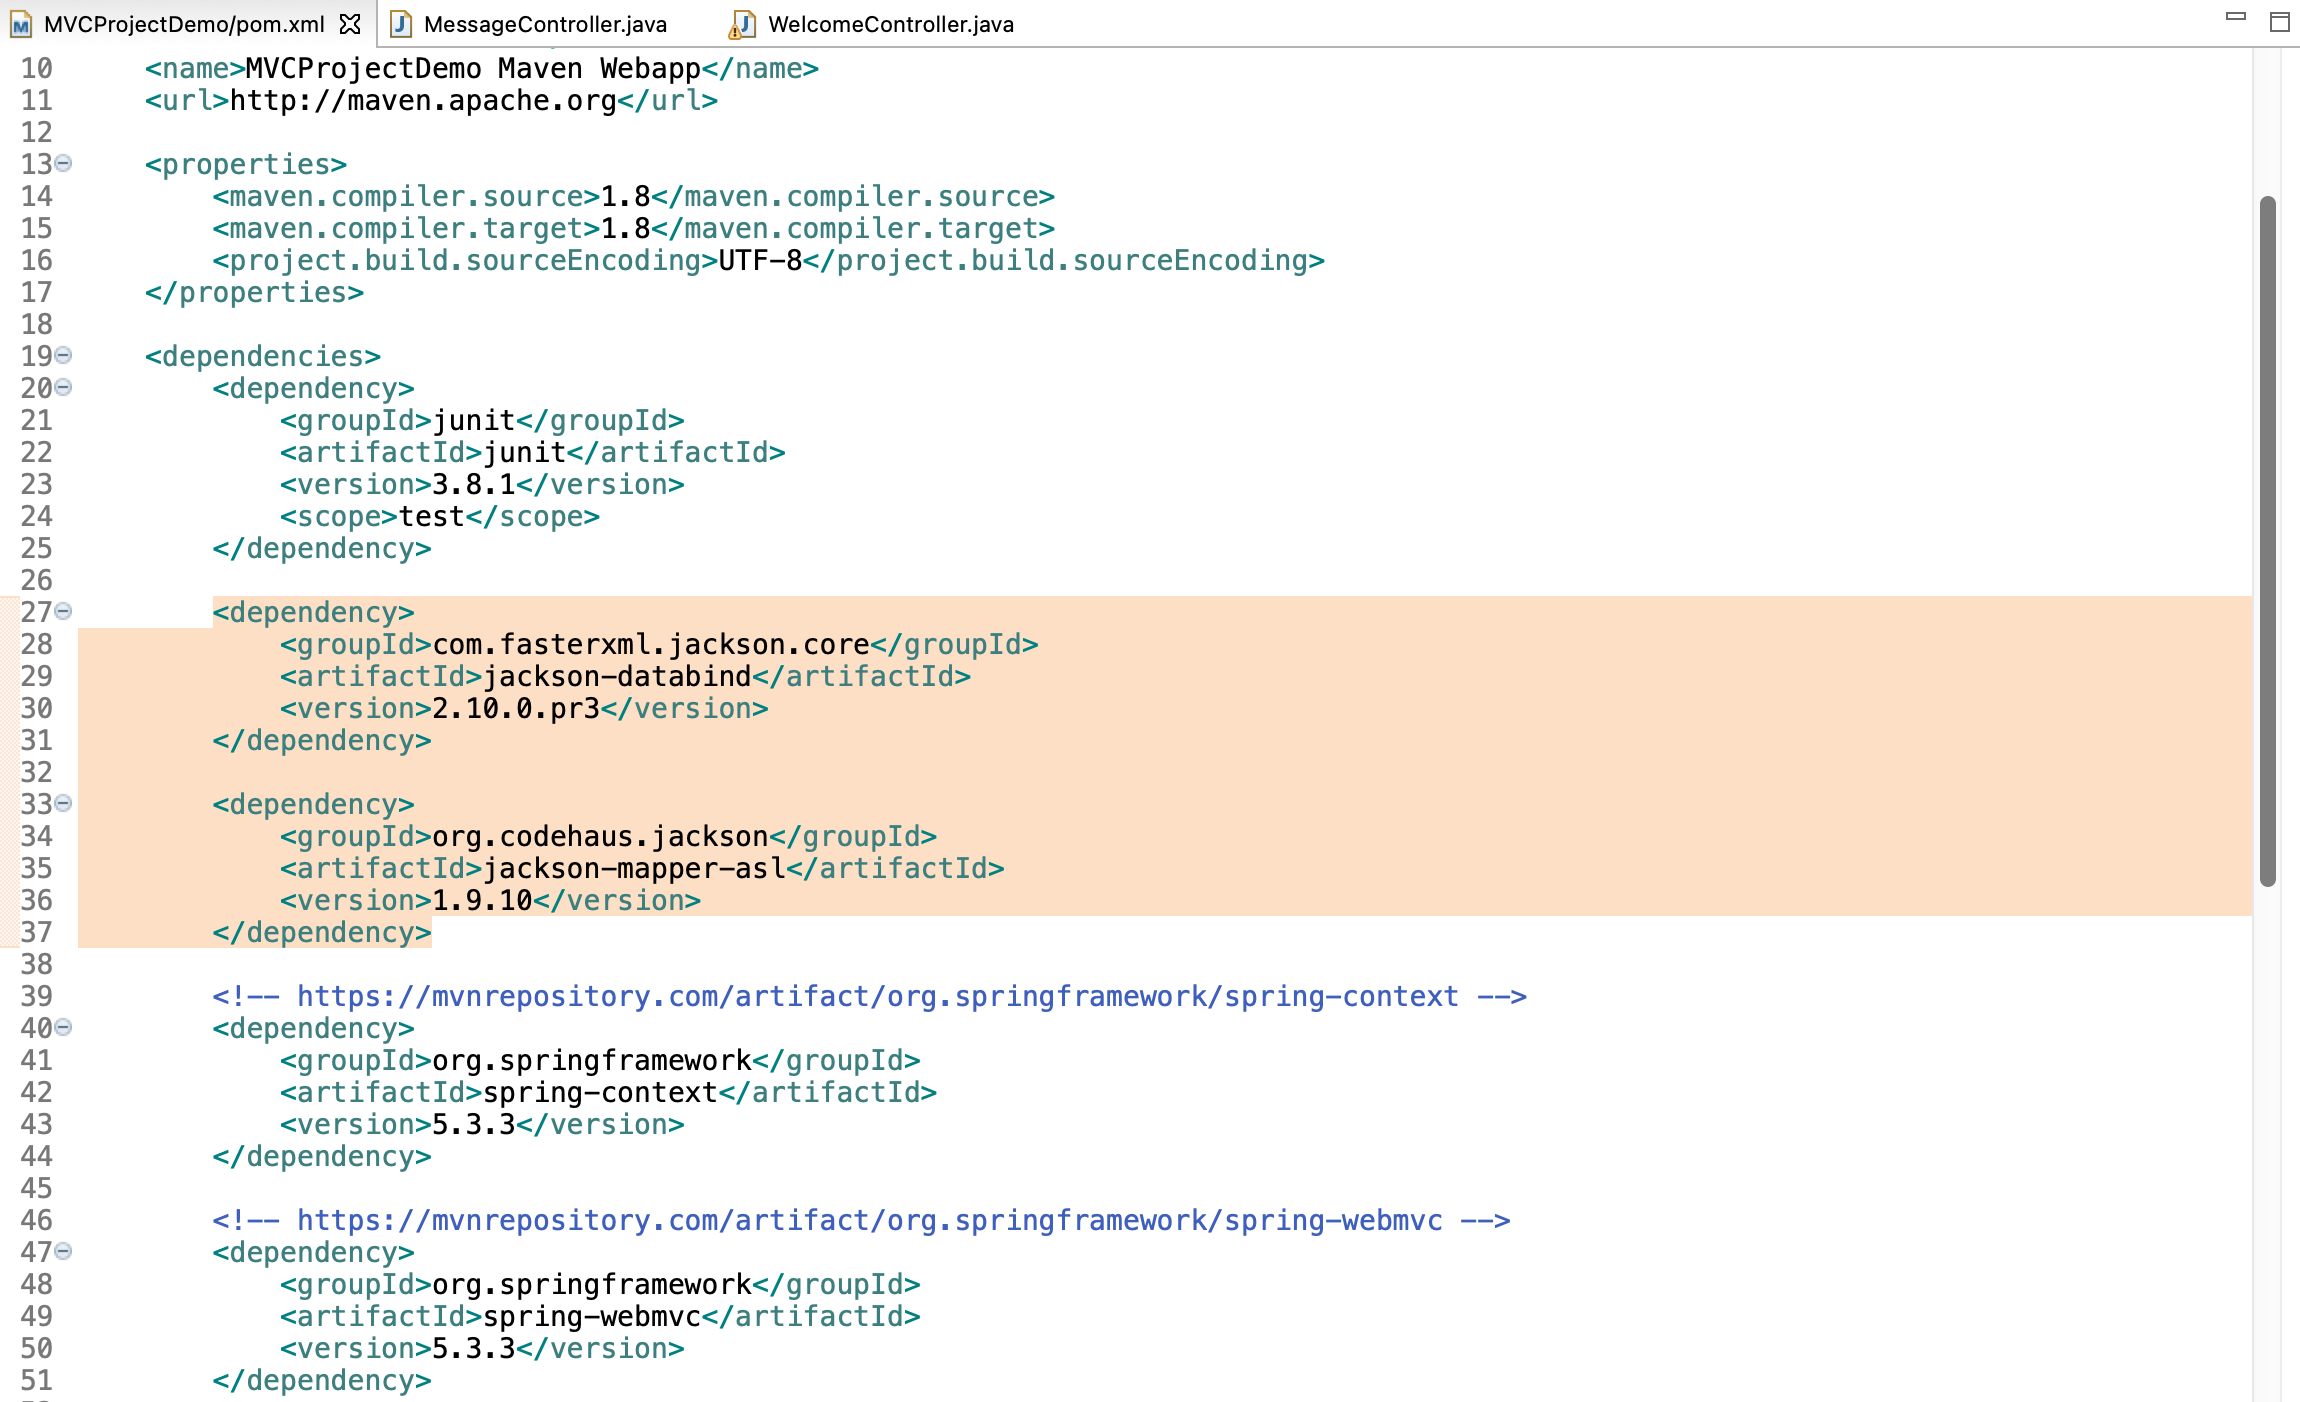 MVCProjectDemo/pom.xml MessageController.java WelcomeController.java
10 <name>MVCProjectDemo Maven Webapp</name>
11 <url>http://maven.apache.org</url>
12
13 <properties>
14 <maven.compiler.source>1.8</maven.compiler.source>
15 <maven.compiler.target>1.8</maven.compiler.target>
16 <project.build.sourceEncoding>UTF-8</project.build.sourceEncoding>
17 </properties>
18
19 <dependencies>
20 <dependency>
21 <groupId>junit</groupId>
22 <artifactId>junit</artifactId>
23 <version>3.8.1</version>
24 <scope>test</scope>
25 </dependency>
26
27 <dependency>
28 <groupId>com.fasterxml.jackson.core</groupId>
29 <artifactId>jackson-databind</artifactId>
30 <version>2.10.0.pr3</version>
31 </dependency>
32
33 <dependency>
34 <groupId>org.codehaus.jackson</groupId>
35 <artifactId>jackson-mapper-asl</artifactId>
36 <version>1.9.10</version>
37 </dependency>
38
39 <!-- https://mvnrepository.com/artifact/org.springframework/spring-context -->
40 <dependency>
41 <groupId>org.springframework</groupId>
42 <artifactId>spring-context</artifactId>
43 <version>5.3.3</version>
44 </dependency>
45
46 <!-- https://mvnrepository.com/artifact/org.springframework/spring-webmvc -->
47 <dependency>
48 <groupId>org.springframework</groupId>
49 <artifactId>spring-webmvc</artifactId>
50 <version>5.3.3</version>
51 </dependency>